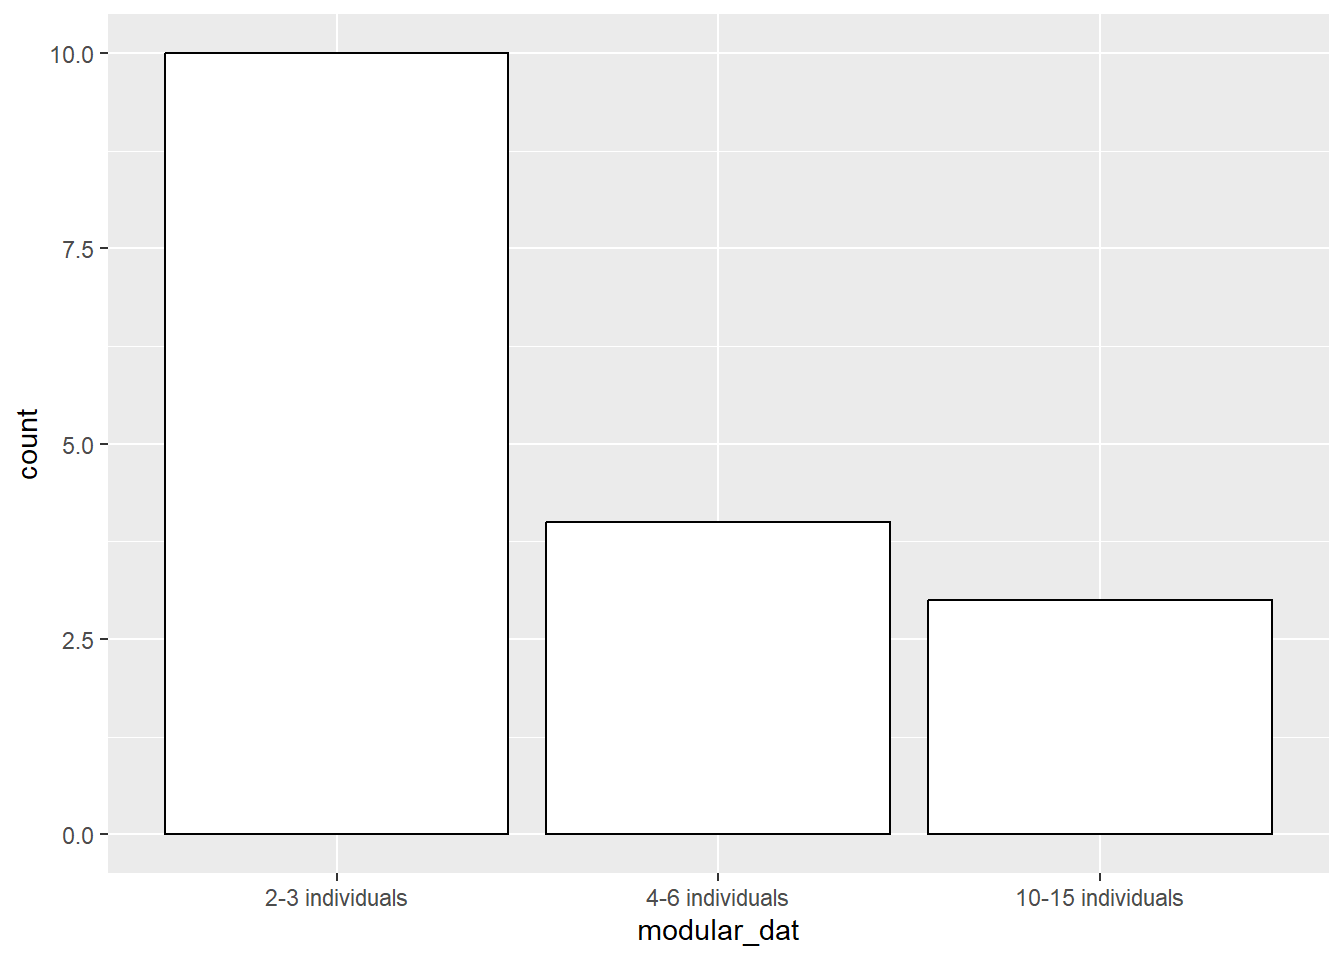 10.0
7.5
5.0
2.5
0.0
count
2-3 individuals
4-6 individuals
10-15 individuals
modular_dat